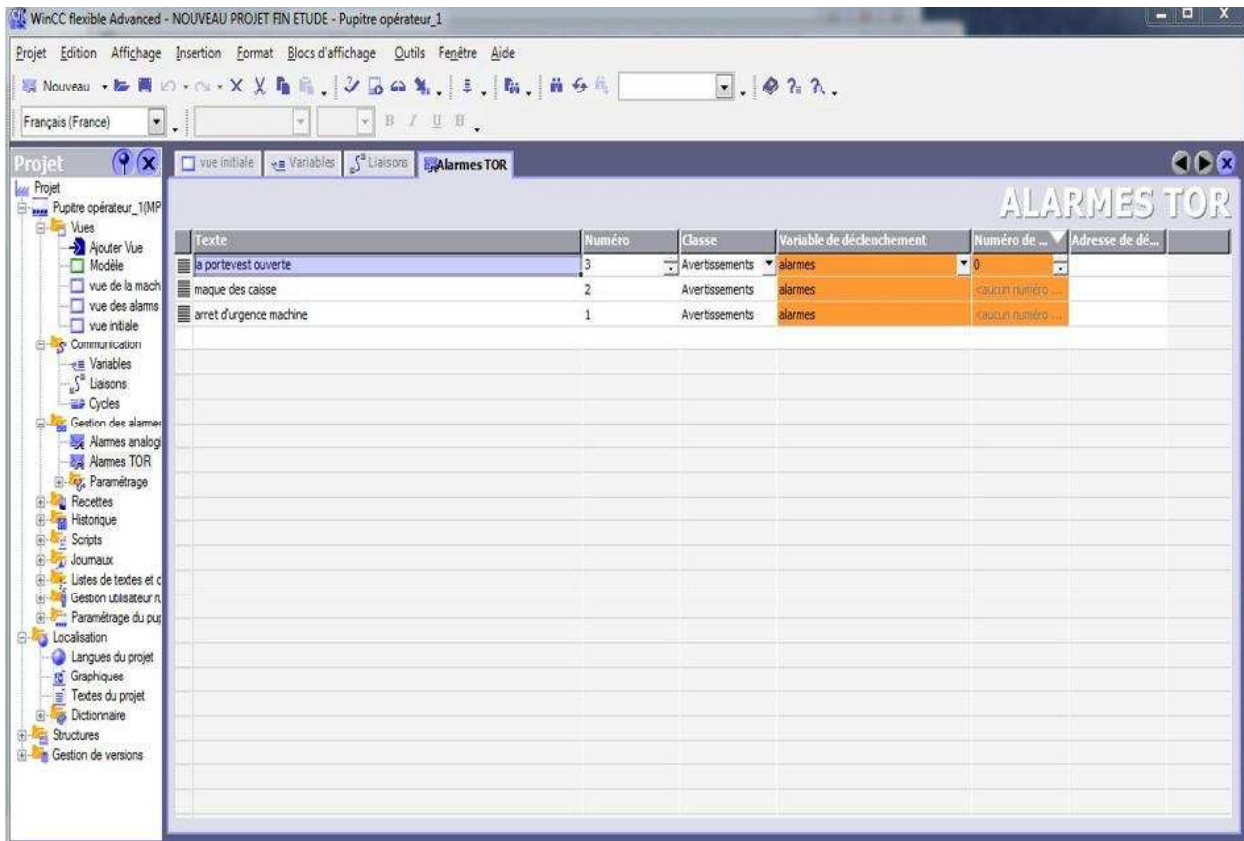 WinCC flexible Advanced - NOUVEAU PROJET FIN ETUDE - Pupitre opérateur_1
Projet Edition Affichage Insertion Format Blocs d'affichage Outils Fenêtre Aide
Nouveau
Français (France) B I U
Projet
vue initiale Variables Liaisons Alarmes TOR
ALARMES TOR
Projet
Pupitre opérateur_1(MP
Vues
Ajouter Vue
Modèle
vue de la mach
vue des alarms
vue intiale
Communication
Variables
Liaisons
Cycles
Gestion des alarmes
Alarmes analogi
Alarmes TOR
Paramétrage
Recettes
Historique
Scripts
Journaux
Listes de textes et c
Gestion utilisateur r
Paramétrage du pup
Localisation
Langues du projet
Graphiques
Textes du projet
Dictionnaire
Structures
Gestion de versions
Texte Numéro Classe Variable de déclenchement Numéro de ... Adresse de dé...
la portevest ouverte 3 Avertissements alarmes 0
maque des caisse 2 Avertissements alarmes <aucun numéro ...
arret d'urgence machine 1 Avertissements alarmes <aucun numéro ...